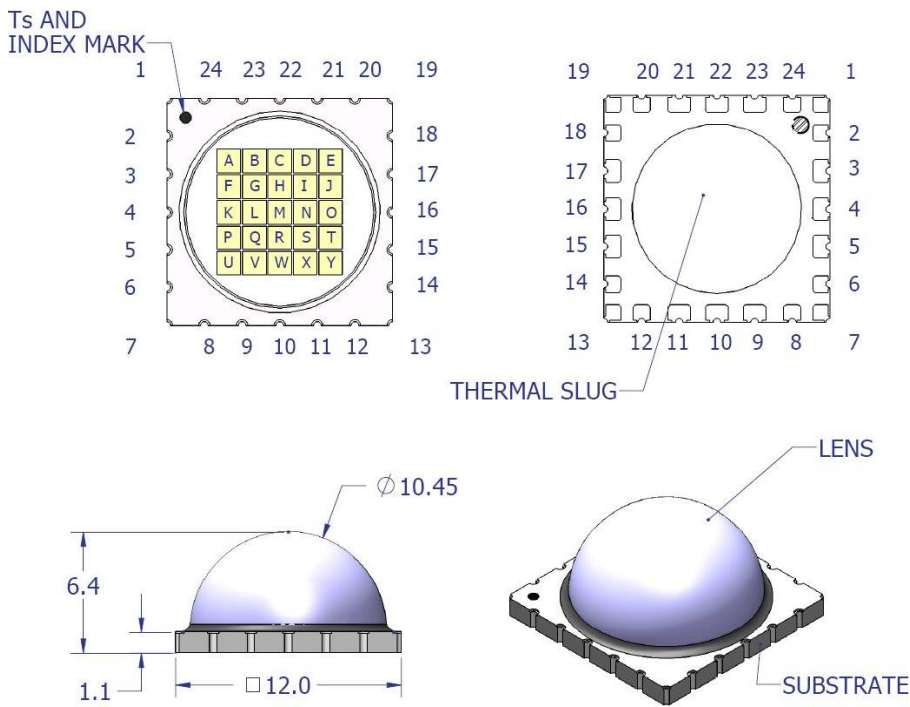 Ts AND
INDEX MARK
1 24 23 22 21 20 19
2 18
3 17
4 16
5 15
6 14
7 8 9 10 11 12 13
A B C D E
F G H I J
K L M N O
P Q R S T
U V W X Y
19 20 21 22 23 24 1
18 2
17 3
16 4
15 5
14 6
13 12 11 10 9 8 7
THERMAL SLUG
⌀10.45
6.4
1.1
□12.0
LENS
SUBSTRATE